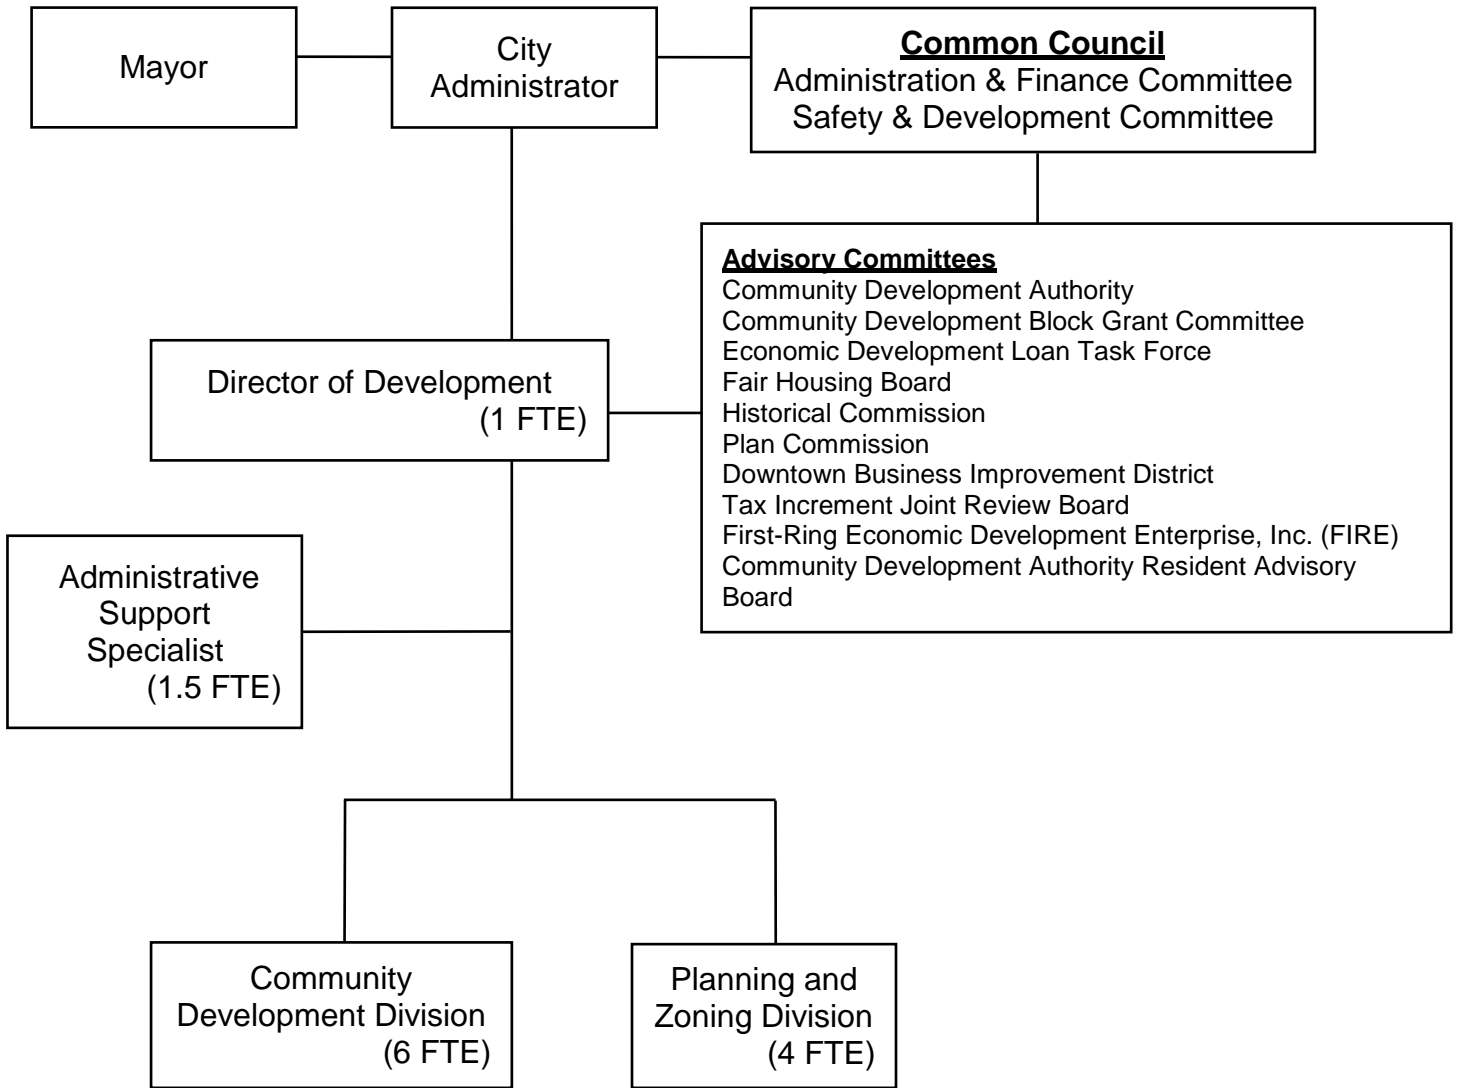 Mayor
City
Administrator
Common Council
Administration & Finance Committee
Safety & Development Committee
Advisory Committees
Community Development Authority
Community Development Block Grant Committee
Economic Development Loan Task Force
Fair Housing Board
Historical Commission
Plan Commission
Downtown Business Improvement District
Tax Increment Joint Review Board
First-Ring Economic Development Enterprise, Inc. (FIRE)
Community Development Authority Resident Advisory
Board
Director of Development
(1 FTE)
Administrative
Support
Specialist
(1.5 FTE)
Community
Development Division
(6 FTE)
Planning and
Zoning Division
(4 FTE)